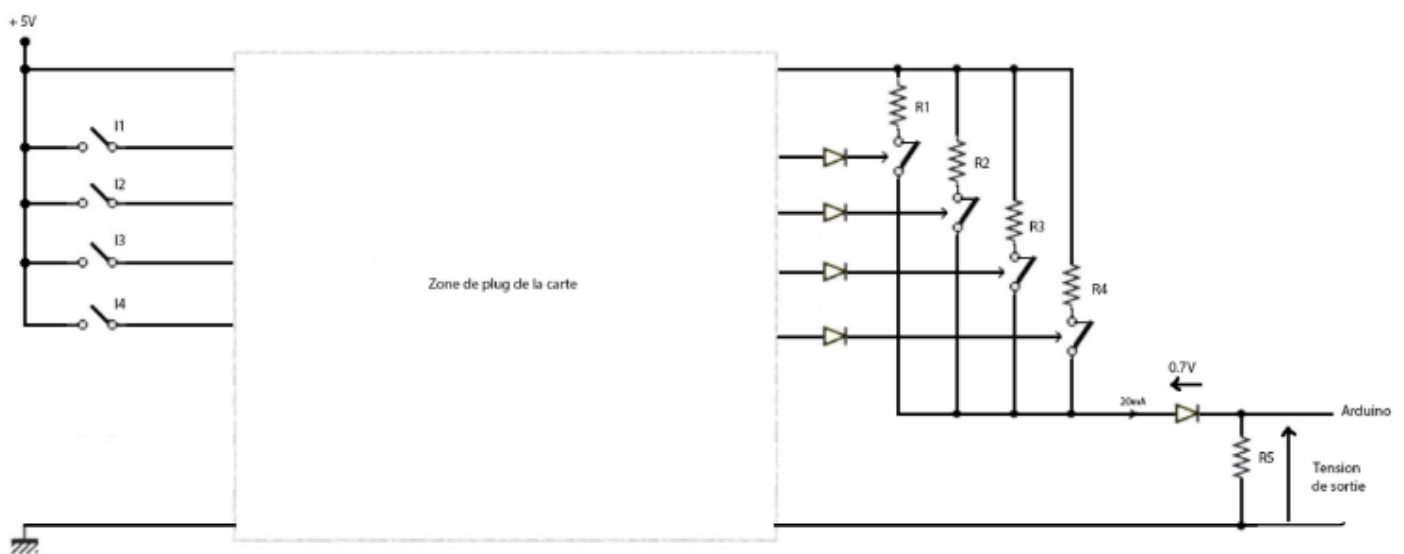 + 5V
I1
I2
I3
I4
Zone de plug de la carte
R1
R2
R3
R4
0.7V
20mA
Arduino
R5
Tension
de sortie